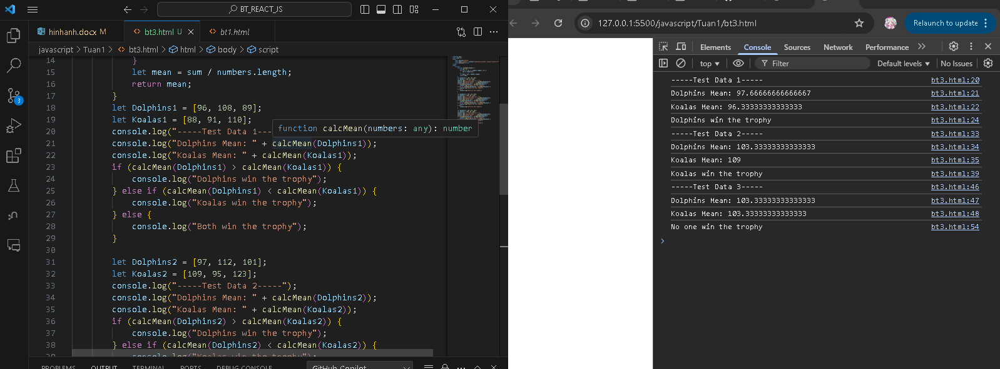 BT_REACT_JS
hinhanh.docx M
bt3.html U
bt1.html
javascript > Tuan1 > bt3.html > html > body > script
14 }
15 let mean = sum / numbers.length;
16 return mean;
17 }
18 let Dolphins1 = [96, 108, 89];
19 let Koalas1 = [88, 91, 110];
20 console.log("-----Test Data 1---
function calcMean(numbers: any): number
21 console.log("Dolphins Mean: " + calcMean(Dolphins1));
22 console.log("Koalas Mean: " + calcMean(Koalas1));
23 if (calcMean(Dolphins1) > calcMean(Koalas1)) {
24 console.log("Dolphins win the trophy");
25 } else if (calcMean(Dolphins1) < calcMean(Koalas1)) {
26 console.log("Koalas win the trophy");
27 } else {
28 console.log("Both win the trophy");
29 }
30
31 let Dolphins2 = [97, 112, 101];
32 let Koalas2 = [109, 95, 123];
33 console.log("-----Test Data 2-----");
34 console.log("Dolphins Mean: " + calcMean(Dolphins2));
35 console.log("Koalas Mean: " + calcMean(Koalas2));
36 if (calcMean(Dolphins2) > calcMean(Koalas2)) {
37 console.log("Dolphins win the trophy");
38 } else if (calcMean(Dolphins2) < calcMean(Koalas2)) {
39 console.log("Koalas win the trophy");
3
PROBLEMS OUTPUT TERMINAL PORTS DEBUG CONSOLE GitHub Copilot
127.0.0.1:5500/javascript/Tuan1/bt3.html
Relaunch to update
Elements Console Sources Network Performance
top Filter Default levels No Issues
-----Test Data 1----- bt3.html:20
Dolphins Mean: 97.66666666666667 bt3.html:21
Koalas Mean: 96.33333333333333 bt3.html:22
Dolphins win the trophy bt3.html:24
-----Test Data 2----- bt3.html:33
Dolphins Mean: 103.33333333333333 bt3.html:34
Koalas Mean: 109 bt3.html:35
Koalas win the trophy bt3.html:39
-----Test Data 3----- bt3.html:46
Dolphins Mean: 103.33333333333333 bt3.html:47
Koalas Mean: 103.33333333333333 bt3.html:48
No one win the trophy bt3.html:54